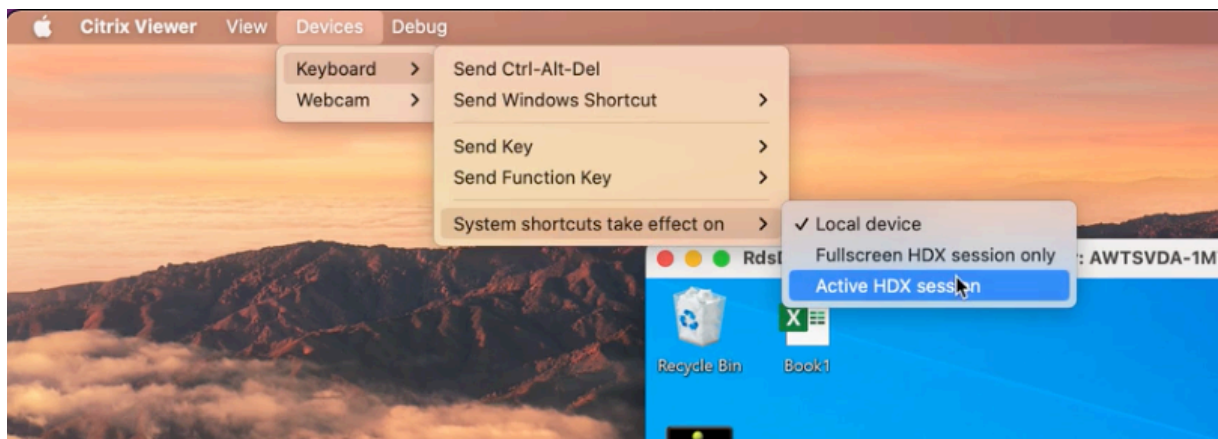 Citrix Viewer View Devices Debug
Keyboard
Webcam
Send Ctrl-Alt-Del
Send Windows Shortcut
Send Key
Send Function Key
System shortcuts take effect on
✓ Local device
Fullscreen HDX session only
Active HDX session
: AWTSVDA-1M
Recycle Bin
Book1